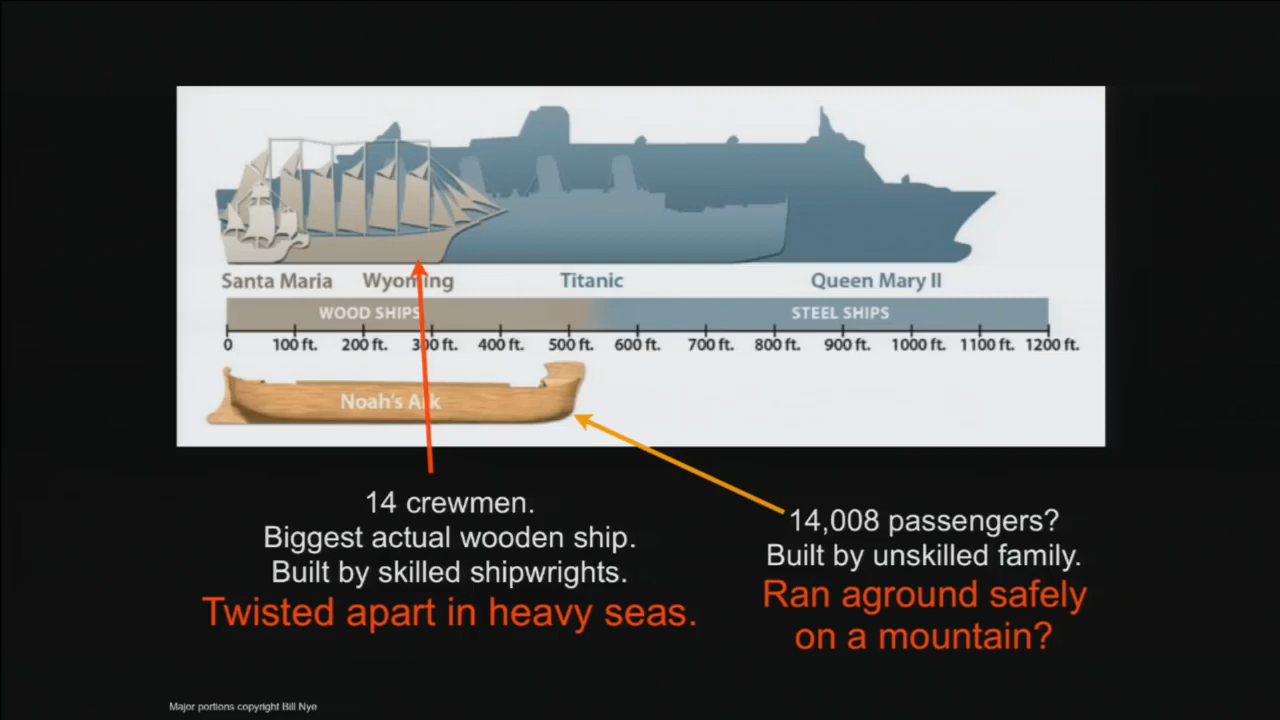 Santa Maria Wyoming Titanic Queen Mary II
WOOD SHIPS STEEL SHIPS
0 100 ft. 200 ft. 300 ft. 400 ft. 500 ft. 600 ft. 700 ft. 800 ft. 900 ft. 1000 ft. 1100 ft. 1200 ft.
Noah's Ark
14 crewmen.
Biggest actual wooden ship.
Built by skilled shipwrights.
Twisted apart in heavy seas.
14,008 passengers?
Built by unskilled family.
Ran aground safely
on a mountain?
Major portions copyright Bill Nye